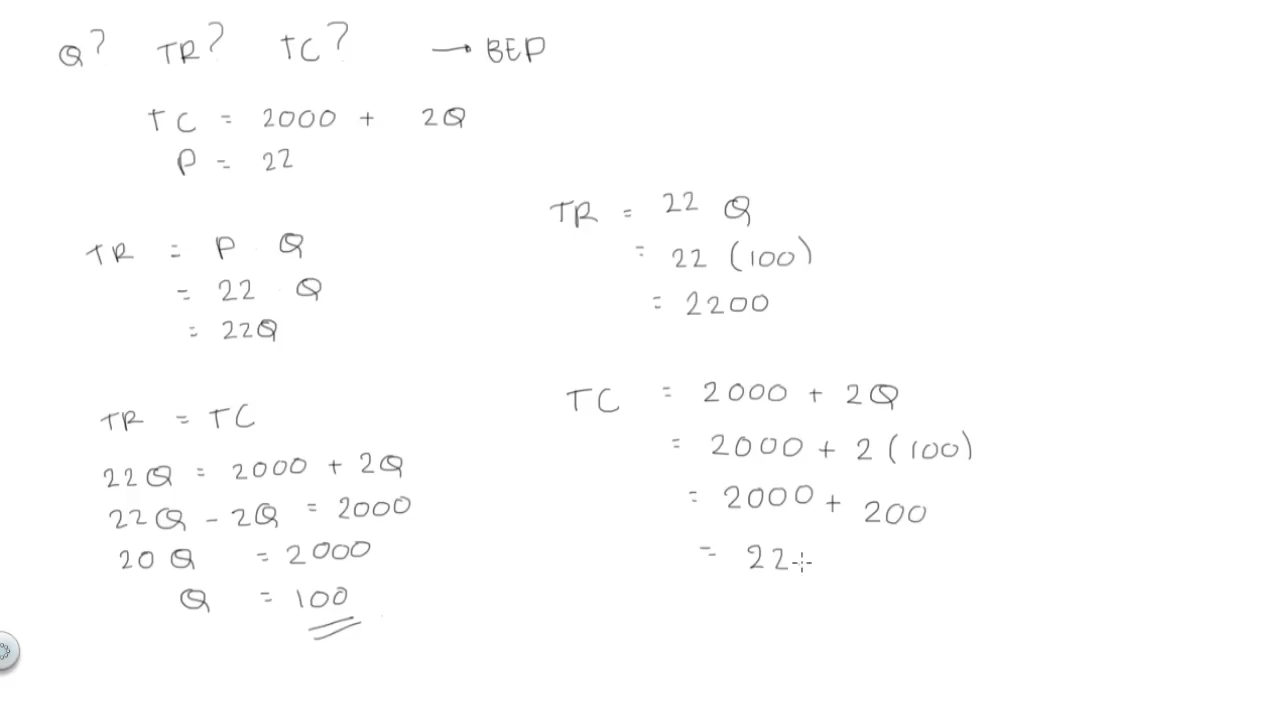 Q? TR? TC? → BEP
TC = 2000 + 2Q
P = 22
TR = P Q
= 22 Q
= 22Q
TR = TC
22Q = 2000 + 2Q
22Q - 2Q = 2000
20 Q = 2000
Q = 100
TR = 22 Q
= 22 (100)
= 2200
TC = 2000 + 2Q
= 2000 + 2 (100)
= 2000 + 200
= 22